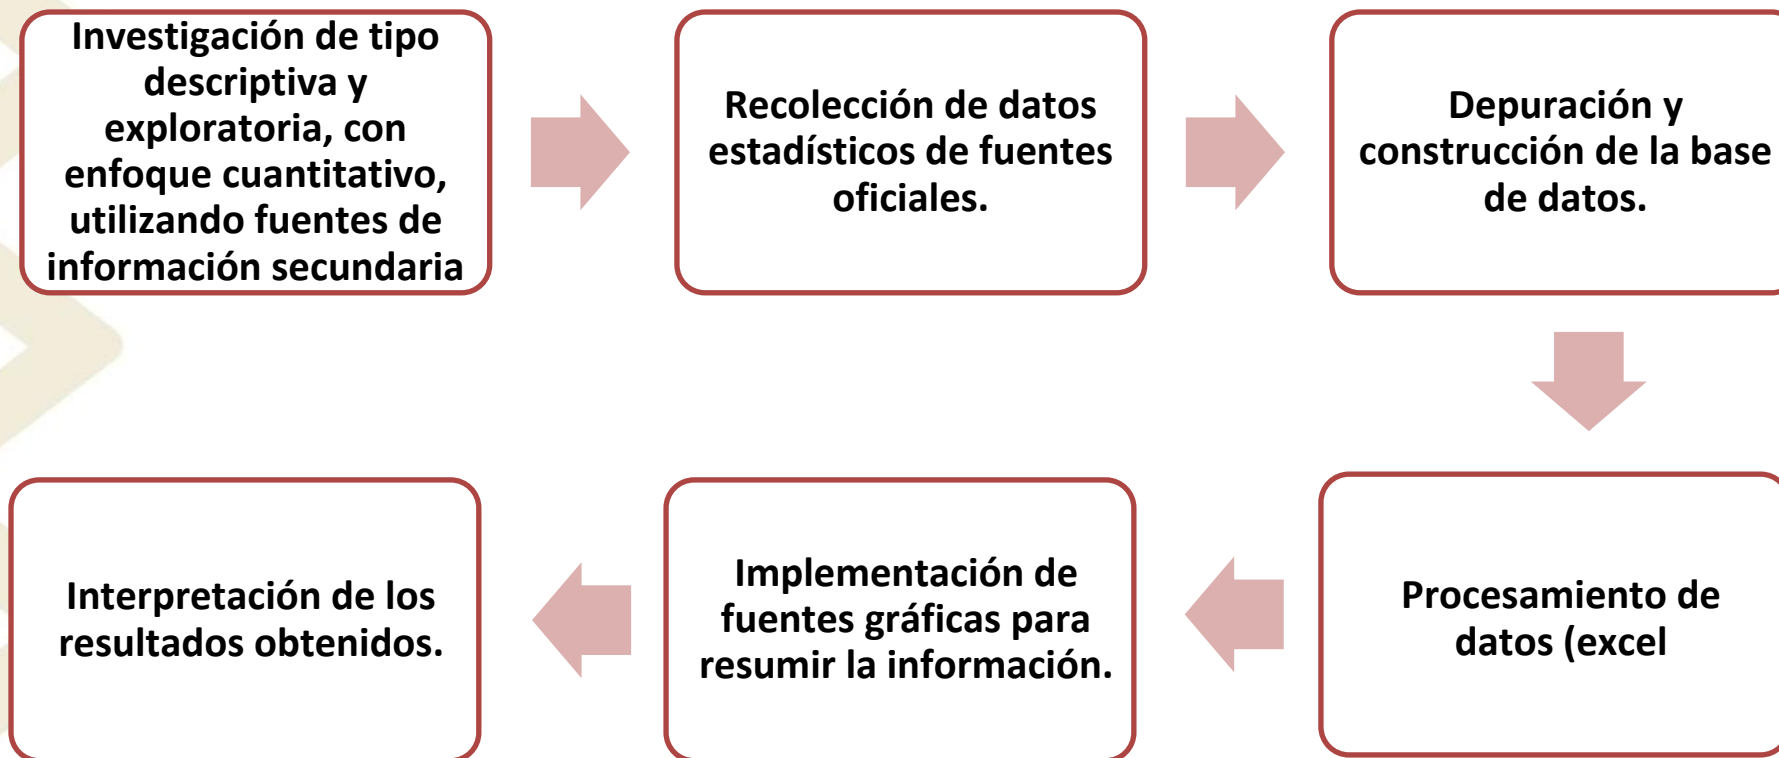 Investigación de tipo
descriptiva y
exploratoria, con
enfoque cuantitativo,
utilizando fuentes de
información secundaria
Recolección de datos
estadísticos de fuentes
oficiales.
Depuración y
construcción de la base
de datos.
Procesamiento de
datos (excel
Implementación de
fuentes gráficas para
resumir la información.
Interpretación de los
resultados obtenidos.